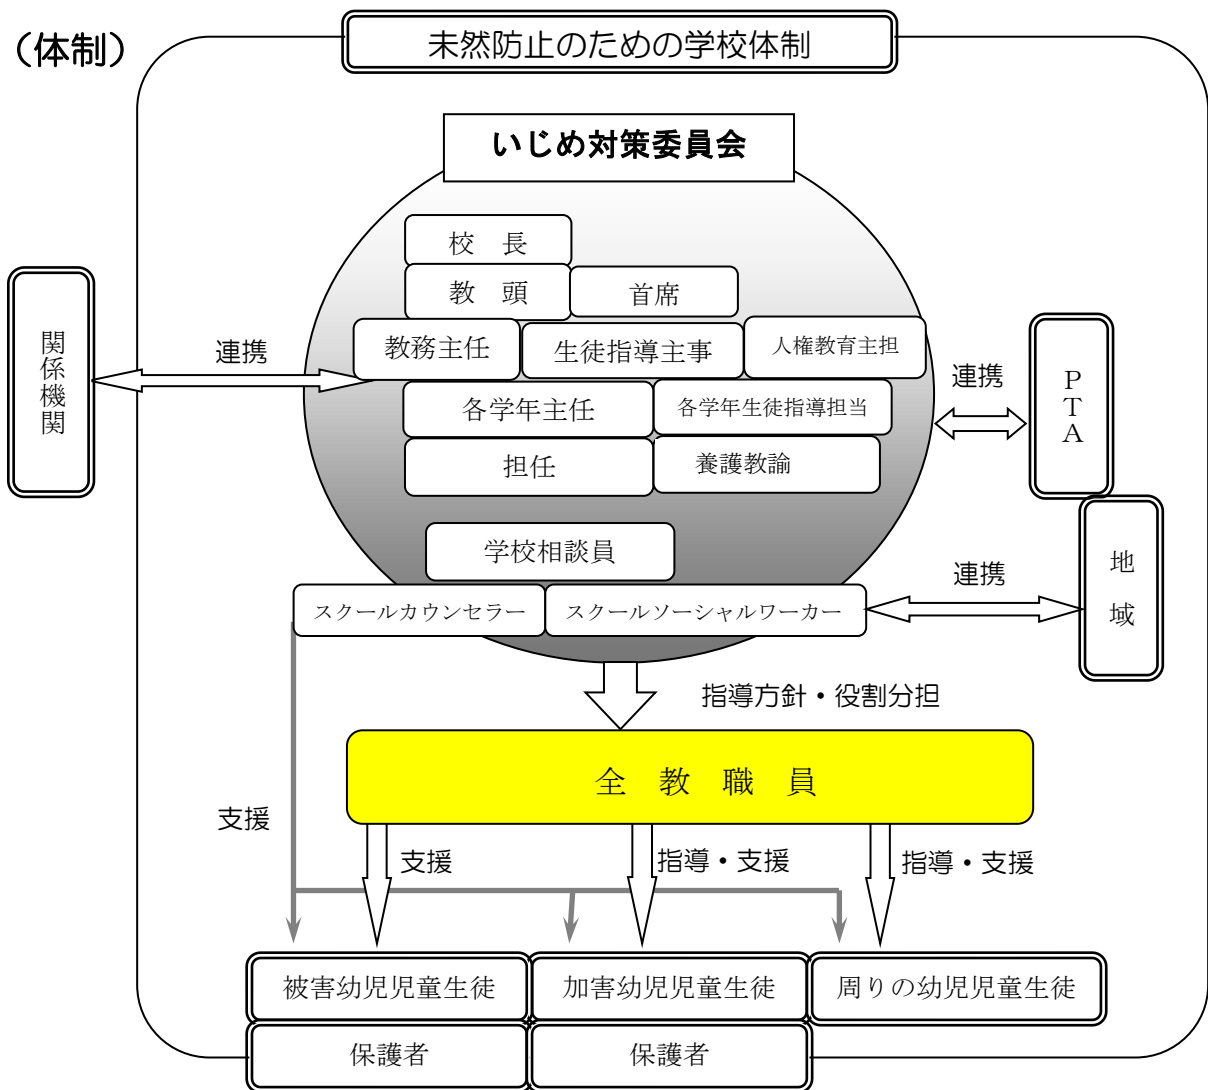 （体制）
未然防止のための学校体制
いじめ対策委員会
校　長
教　頭
首席
教務主任
生徒指導主事
人権教育主担
各学年主任
各学年生徒指導担当
担任
養護教諭
学校相談員
スクールカウンセラー
スクールソーシャルワーカー
関係機関
連携
連携
ＰＴＡ
連携
地域
指導方針・役割分担
全　教　職　員
支援
支援
指導・支援
指導・支援
被害幼児児童生徒
加害幼児児童生徒
周りの幼児児童生徒
保護者
保護者